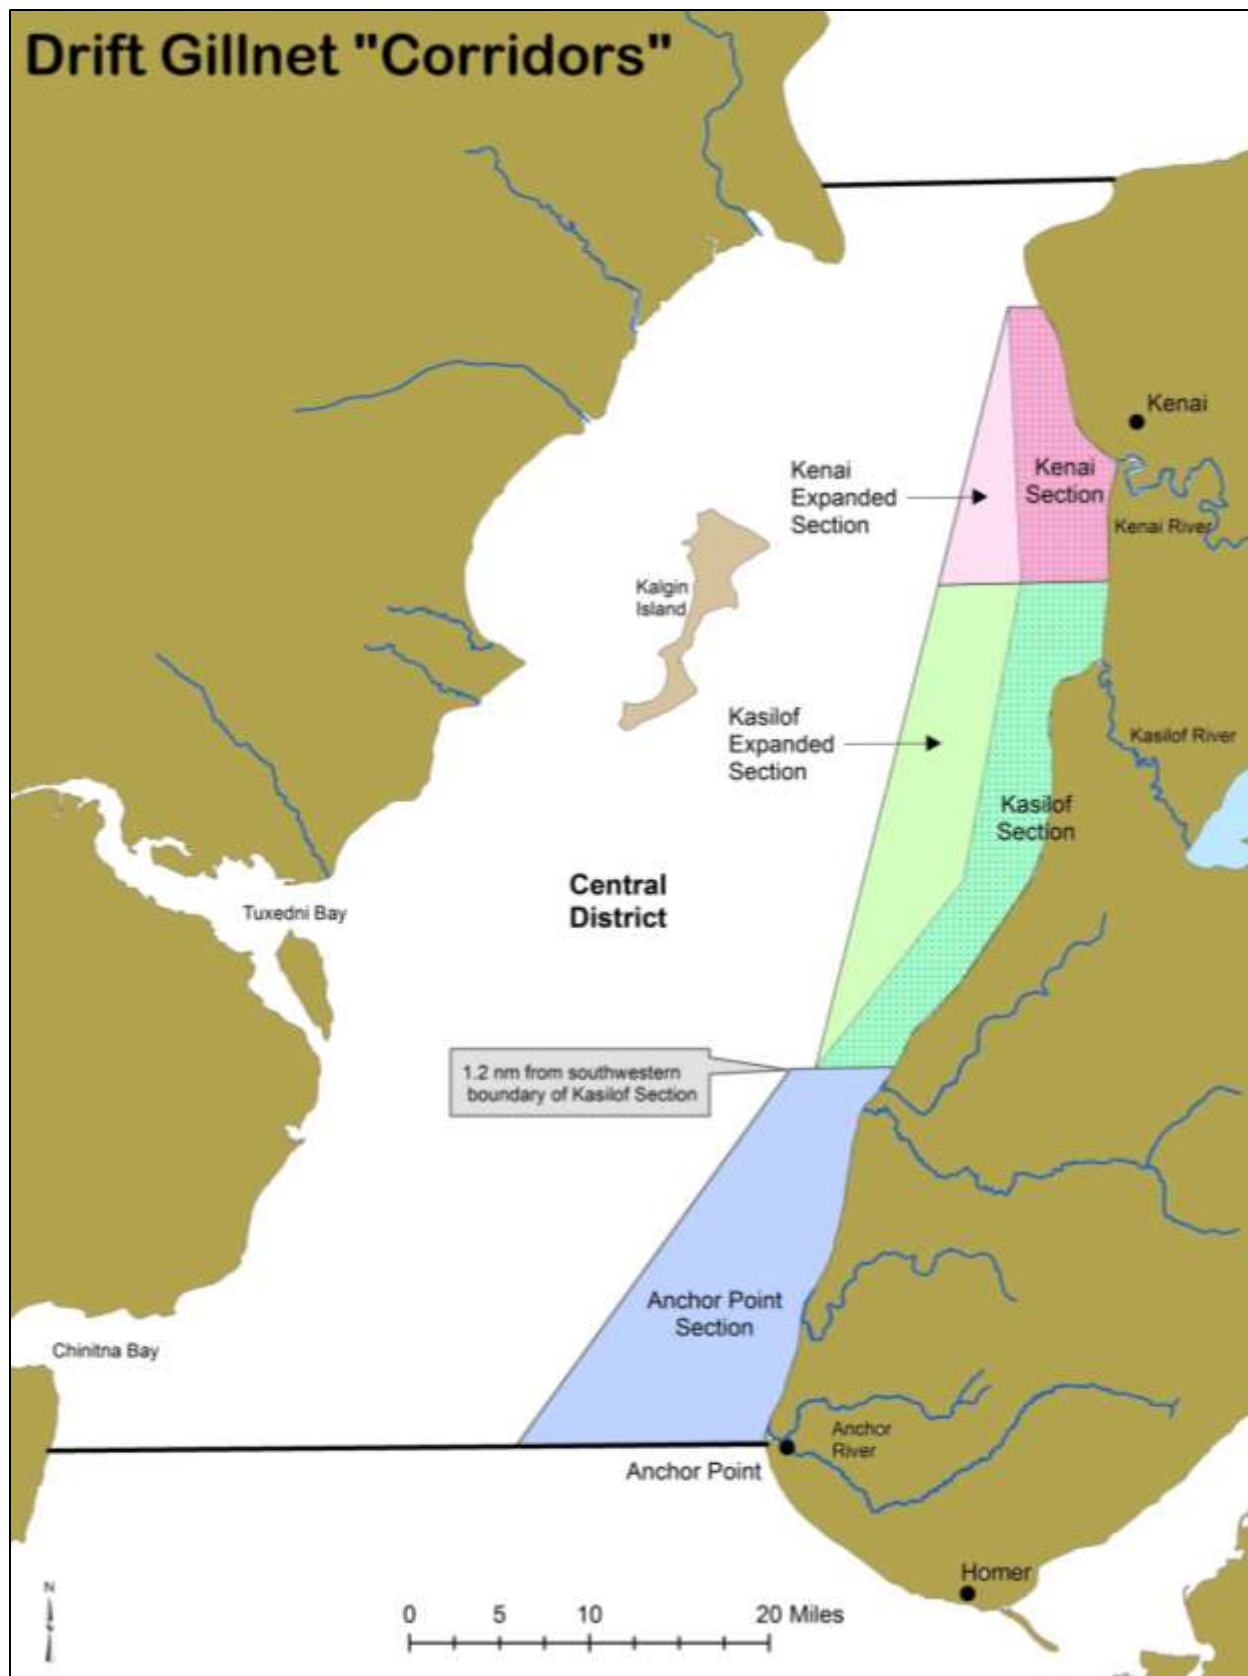 Drift Gillnet "Corridors"
Kenai
Kenai
Expanded
Section
Kenai
Section
Kenai River
Kalgin
Island
Kasilof
Expanded
Section
Kasilof River
Kasilof
Section
Central
District
Tuxedni Bay
1.2 nm from southwestern
boundary of Kasilof Section
Anchor Point
Section
Chinitna Bay
Anchor
River
Anchor Point
Homer
N
0 5 10 20 Miles